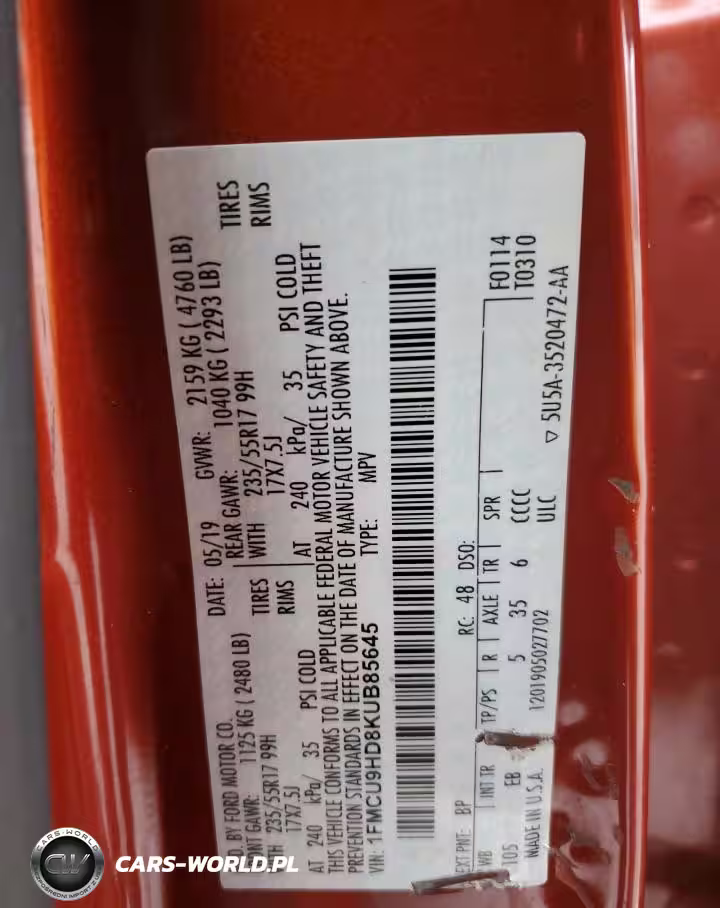 D. BY FORD MOTOR CO.
DATE: 05/19 GVWR: 2159 KG ( 4760 LB)
ONT GAWR: 1125 KG ( 2480 LB)
REAR GAWR: 1040 KG ( 2293 LB)
TH 235/55R17 99H TIRES
WITH 235/55R17 99H TIRES
17X7.5J RIMS
17X7.5J RIMS
AT 240 kPa/ 35 PSI COLD
AT 240 kPa/ 35 PSI COLD
THIS VEHICLE CONFORMS TO ALL APPLICABLE FEDERAL MOTOR VEHICLE SAFETY AND THEFT
PREVENTION STANDARDS IN EFFECT ON THE DATE OF MANUFACTURE SHOWN ABOVE.
VIN: 1FMCU9HD8KUB85645 TYPE: MPV
EXT PNT: BP RC: 48 DSO:
WB INT TR TP/PS R AXLE TR SPR
F0114
105 EB 5 35 6 CCCC T0310
ULC
MADE IN U.S.A. 1201905027702 ▽ 5U5A-3520472-AA
CARS-WORLD
CW
CARS-WORLD.PL